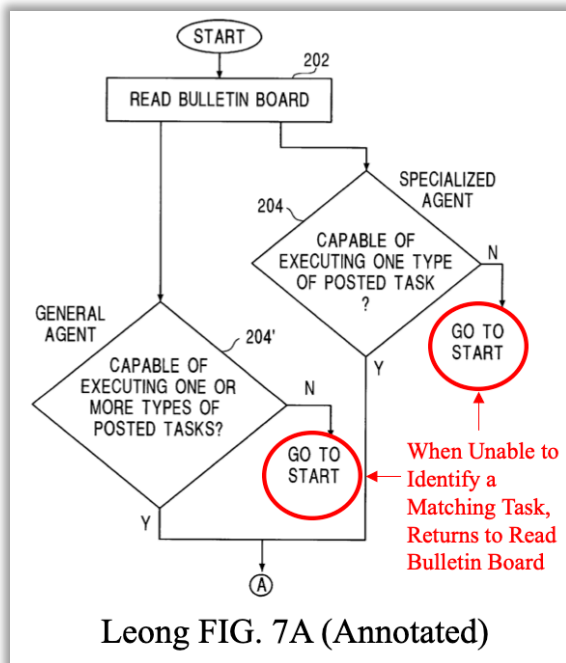 START
202
READ BULLETIN BOARD
SPECIALIZED
AGENT
204
CAPABLE OF
EXECUTING ONE TYPE
OF POSTED TASK
?
N
GO TO
START
Y
GENERAL
AGENT
204'
CAPABLE OF
EXECUTING ONE OR
MORE TYPES OF
POSTED TASKS?
N
GO TO
START
Y
When Unable to
Identify a
Matching Task,
Returns to Read
Bulletin Board
A
Leong FIG. 7A (Annotated)